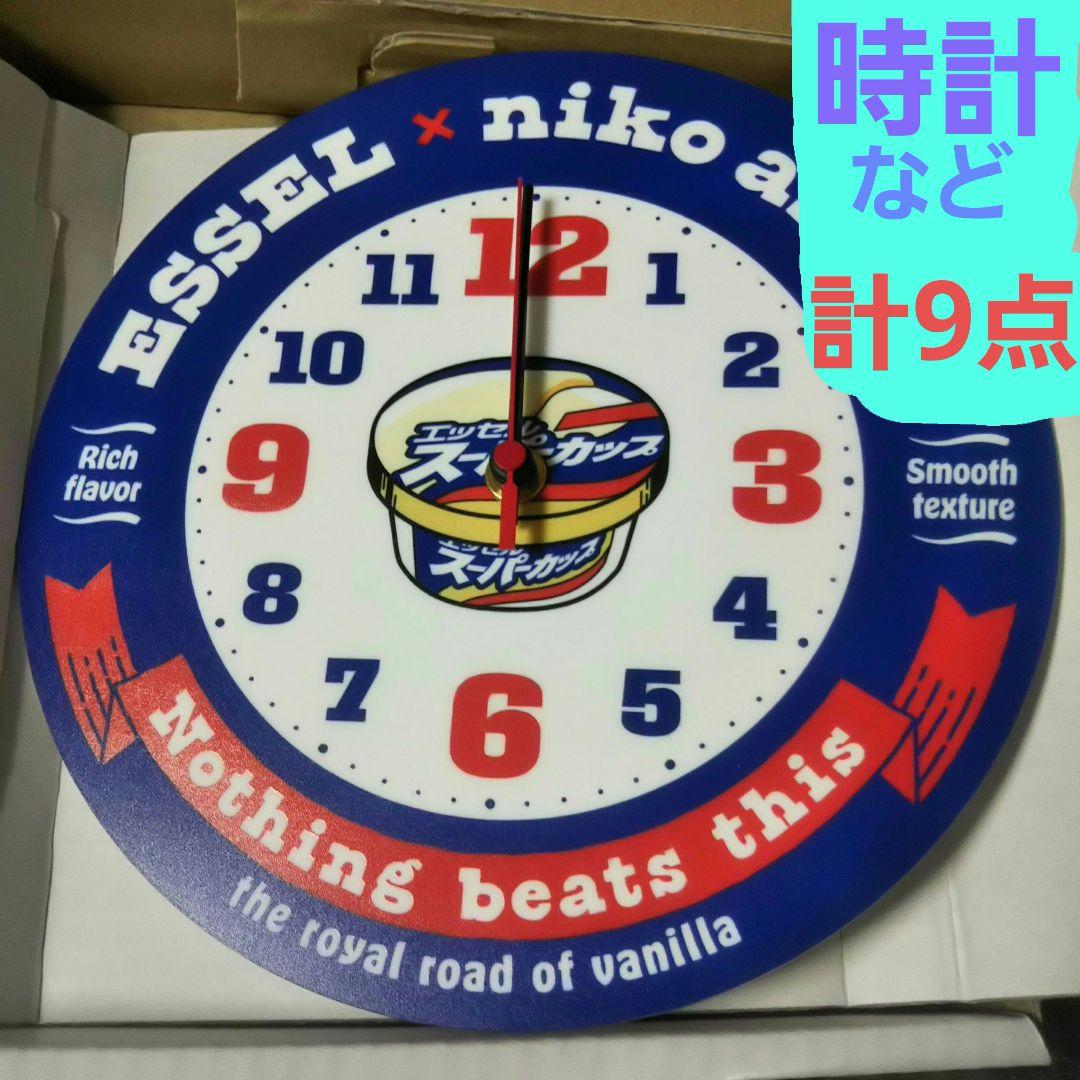 ESSEL × niko a
時計
など
計9点
12
1
2
3
4
5
6
7
8
9
10
11
エッセル
スーパーカップ
エッセル
スーパーカップ
Rich
flavor
Smooth
texture
Nothing beats this
the royal road of vanilla